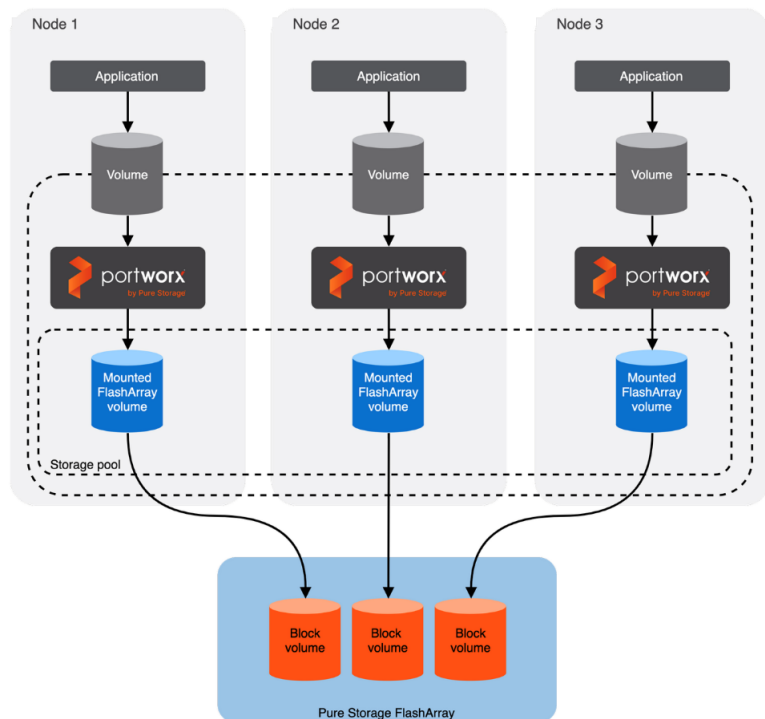 Node 1
Node 2
Node 3
Application
Application
Application
Volume
Volume
Volume
portworx
by Pure Storage
portworx
by Pure Storage
portworx
by Pure Storage
Mounted
FlashArray
volume
Mounted
FlashArray
volume
Mounted
FlashArray
volume
Storage pool
Block
volume
Block
volume
Block
volume
Pure Storage FlashArray